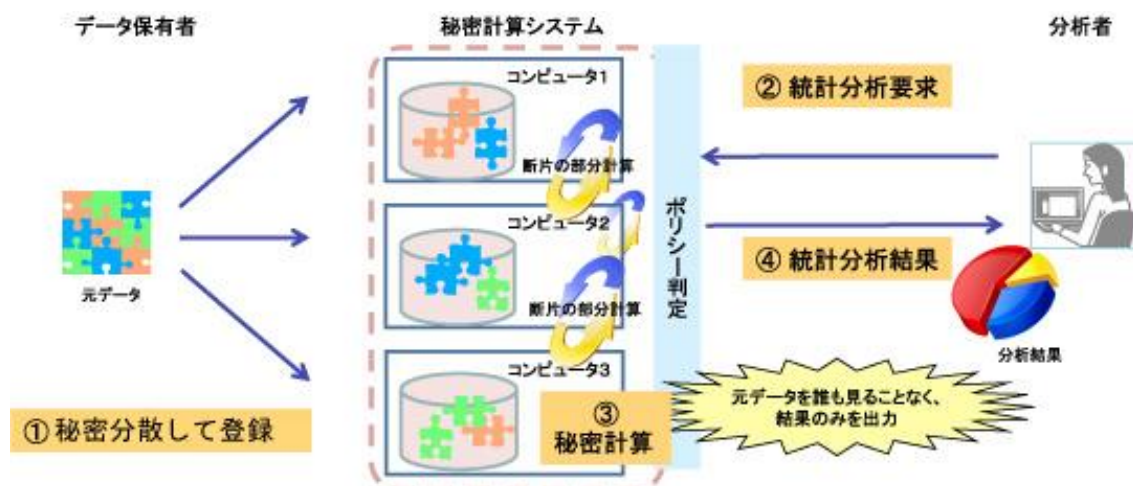 データ保有者
秘密計算システム
分析者
コンピュータ1
② 統計分析要求
断片の部分計算
コンピュータ2
ポリシー判定
④ 統計分析結果
元データ
断片の部分計算
分析結果
コンピュータ3
元データを誰も見ることなく、
結果のみを出力
① 秘密分散して登録
③
秘密計算